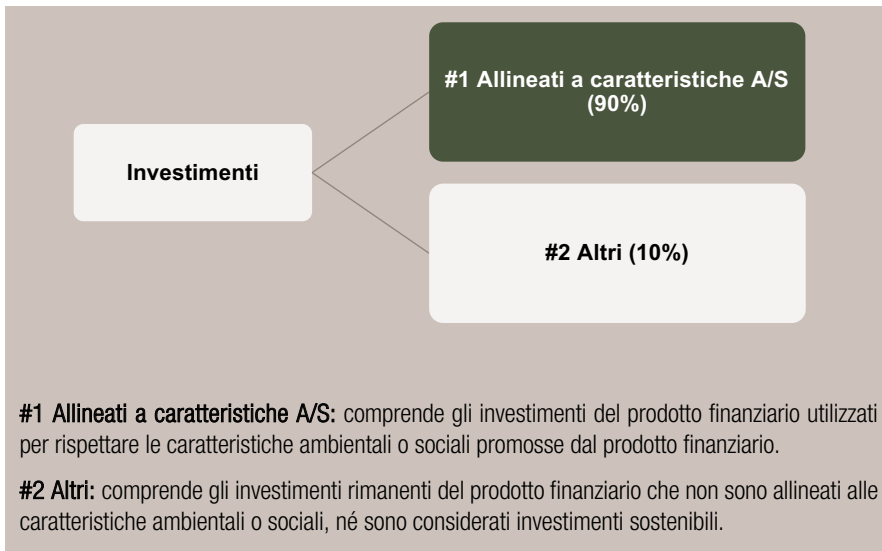 #1 Allineati a caratteristiche A/S
(90%)
Investimenti
#2 Altri (10%)
#1 Allineati a caratteristiche A/S: comprende gli investimenti del prodotto finanziario utilizzati
per rispettare le caratteristiche ambientali o sociali promosse dal prodotto finanziario.
#2 Altri: comprende gli investimenti rimanenti del prodotto finanziario che non sono allineati alle
caratteristiche ambientali o sociali, né sono considerati investimenti sostenibili.